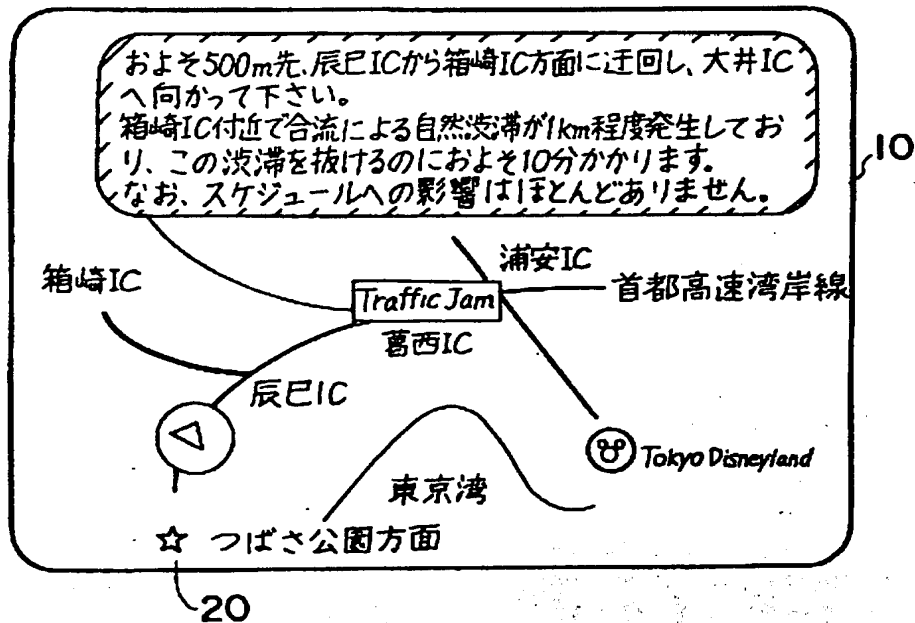 およそ500m先、辰巳ICから箱崎IC方面に迂回し、大井IC
へ向かって下さい。
箱崎IC付近で合流による自然渋滞が1km程度発生してお
り、この渋滞を抜けるのにおよそ10分かかります。
なお、スケジュールへの影響はほとんどありません。
10
浦安IC
箱崎IC
Traffic Jam
首都高速湾岸線
葛西IC
辰巳IC
Tokyo Disneyland
東京湾
☆ つばさ公園方面
20